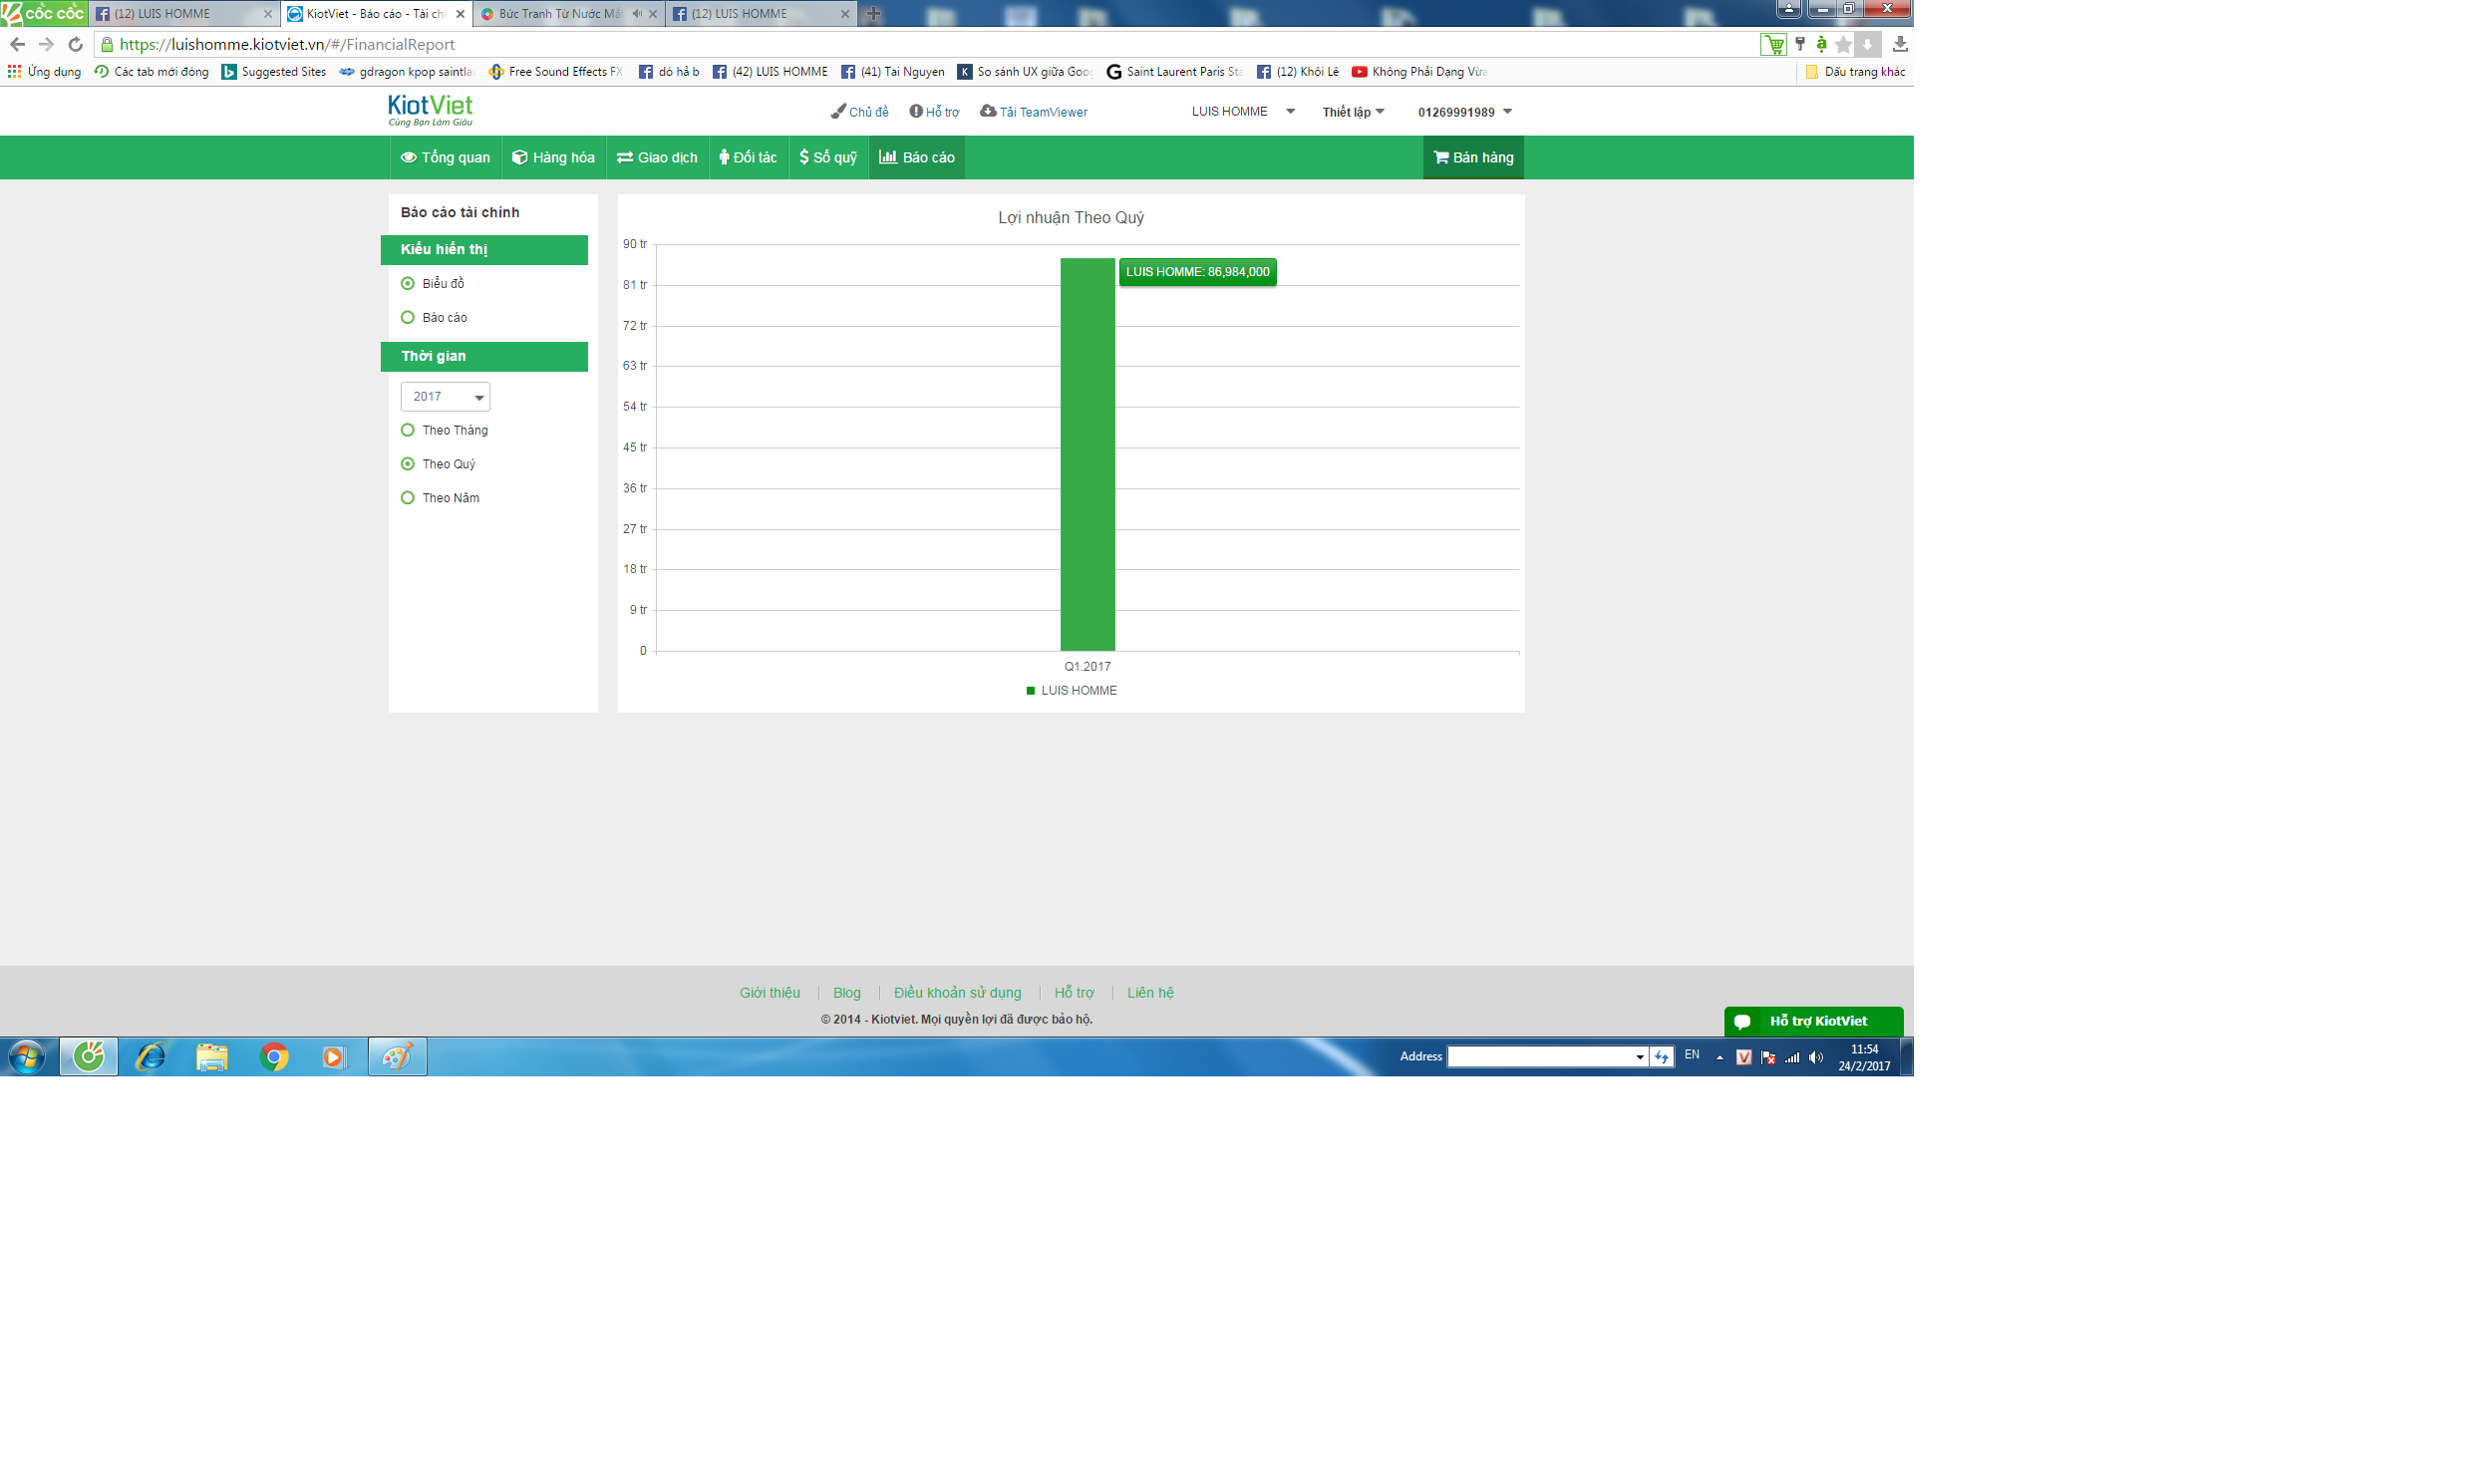 cốc cốc
(12) LUIS HOMME
KiotViet - Báo cáo - Tài ch
Bức Tranh Từ Nước Mắ
(12) LUIS HOMME
https://luishomme.kiotviet.vn/#/FinancialReport
Ứng dụng
Các tab mới đóng
Suggested Sites
gdragon kpop saintla
Free Sound Effects FX
dó hả b
(42) LUIS HOMME
(41) Tai Nguyen
So sánh UX giữa Goog
Saint Laurent Paris Sta
(12) Khôi Lê
Không Phải Dạng Vừa
Dấu trang khác
KiotViet
Cùng Bạn Làm Giàu
Chủ đề
Hỗ trợ
Tải TeamViewer
LUIS HOMME
Thiết lập
01269991989
Tổng quan
Hàng hóa
Giao dịch
Đối tác
Sổ quỹ
Báo cáo
Bán hàng
Báo cáo tài chính
Kiểu hiển thị
Biểu đồ
Báo cáo
Thời gian
2017
Theo Tháng
Theo Quý
Theo Năm
Lợi nhuận Theo Quý
90 tr
81 tr
72 tr
63 tr
54 tr
45 tr
36 tr
27 tr
18 tr
9 tr
0
LUIS HOMME: 86,984,000
Q1.2017
LUIS HOMME
Giới thiệu
Blog
Điều khoản sử dụng
Hỗ trợ
Liên hệ
© 2014 - Kiotviet. Mọi quyền lợi đã được bảo hộ.
Hỗ trợ KiotViet
Address
EN
11:54
24/2/2017